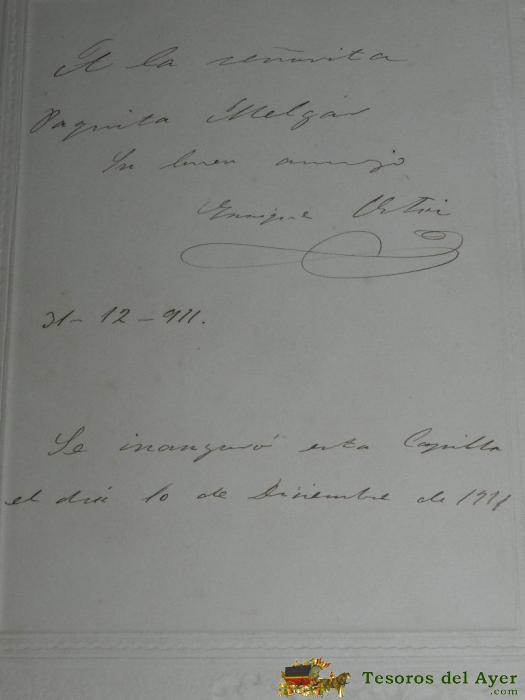 A la señorita
Paquita Melgar
Su buen amigo
Enrique
31-12-911.
Se inauguró esta Capilla
el día 10 de Diciembre de 1911
Tesoros del Ayer
.com